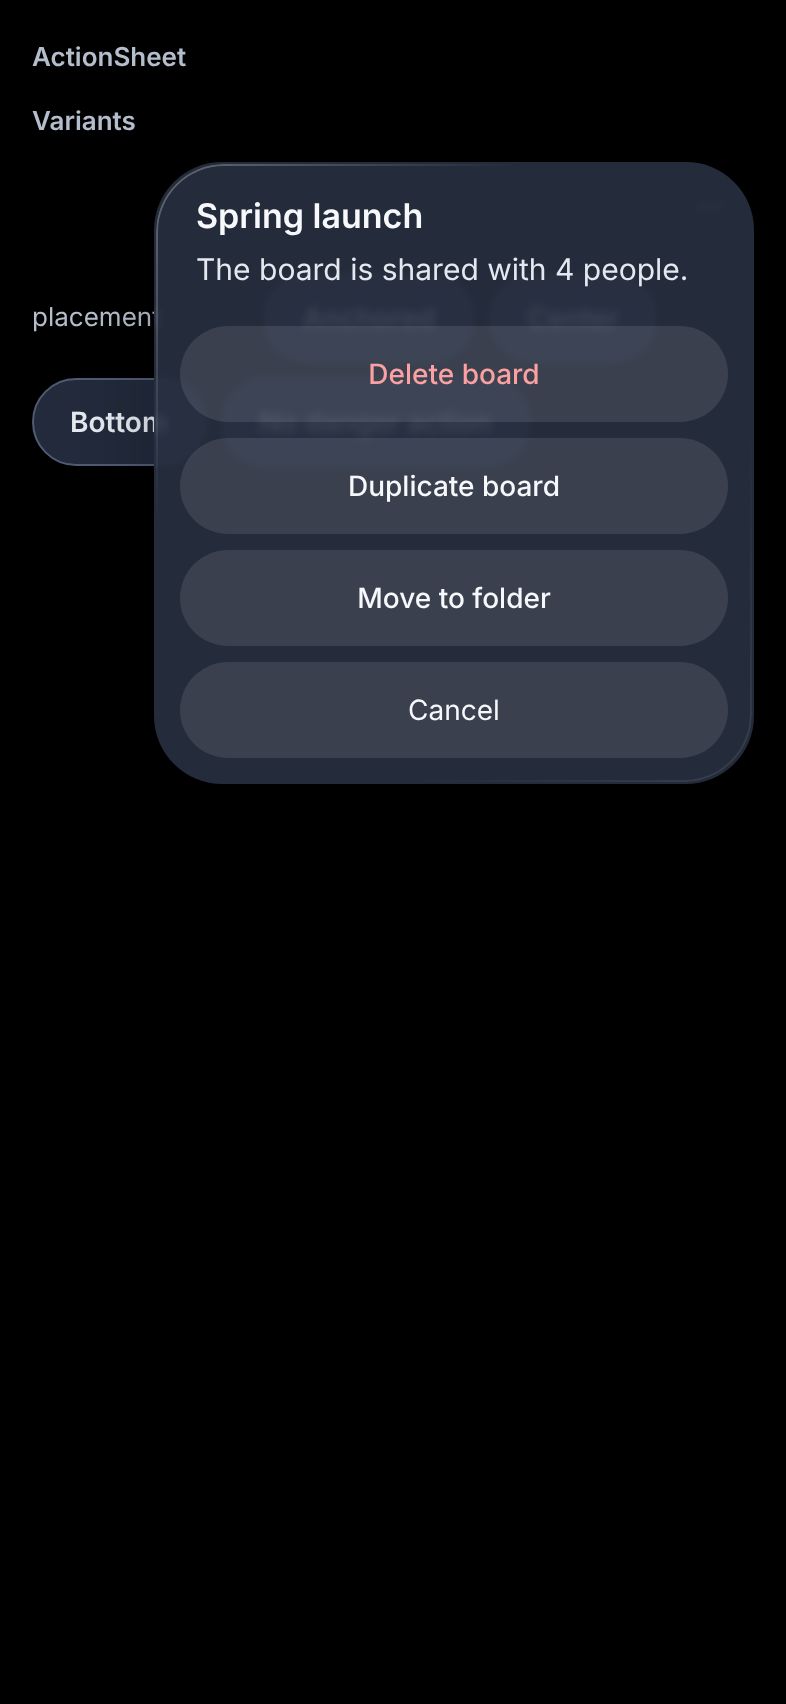 ActionSheet
Variants
Spring launch
The board is shared with 4 people.
placement
Delete board
Bottom
Duplicate board
Move to folder
Cancel